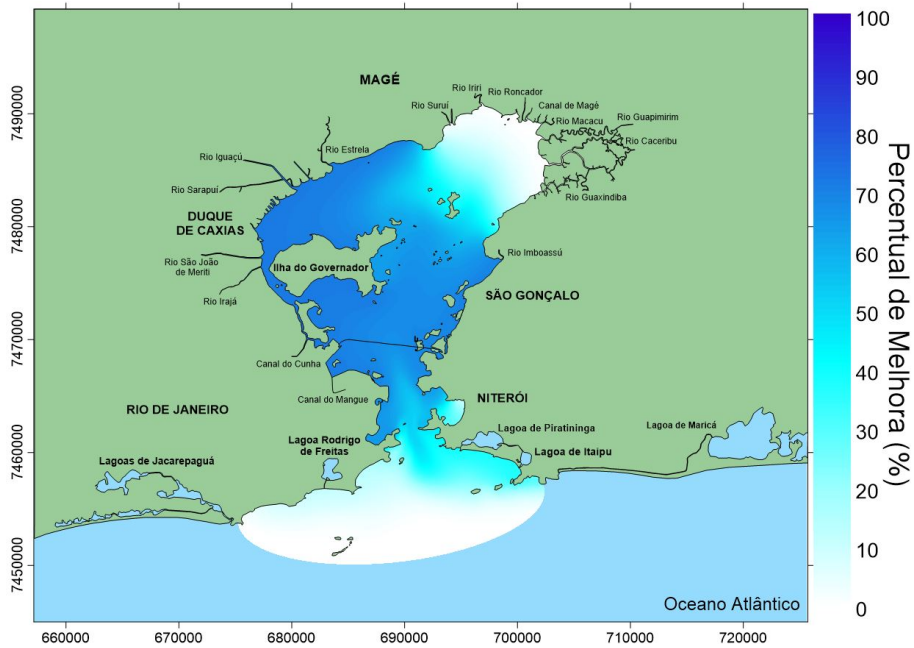 MAGÉ
Rio Iriri
Rio Roncador
Rio Suruí
Canal de Magé
Rio Macacu
Rio Guapimirim
Rio Estrela
Rio Caceribu
Rio Iguaçú
Rio Sarapuí
Rio Guaxindiba
DUQUE
DE CAXIAS
Rio São João
de Meriti
Ilha do Governador
Rio Imboassú
Rio Irajá
SÃO GONÇALO
Canal do Cunha
Canal do Mangue
NITERÓI
RIO DE JANEIRO
Lagoa de Piratininga
Lagoa de Maricá
Lagoa Rodrigo
de Freitas
Lagoa de Itaipu
Lagoas de Jacarepaguá
Oceano Atlântico
7490000
7480000
7470000
7460000
7450000
660000
670000
680000
690000
700000
710000
720000
100
90
80
70
60
50
40
30
20
10
0
Percentual de Melhora (%)